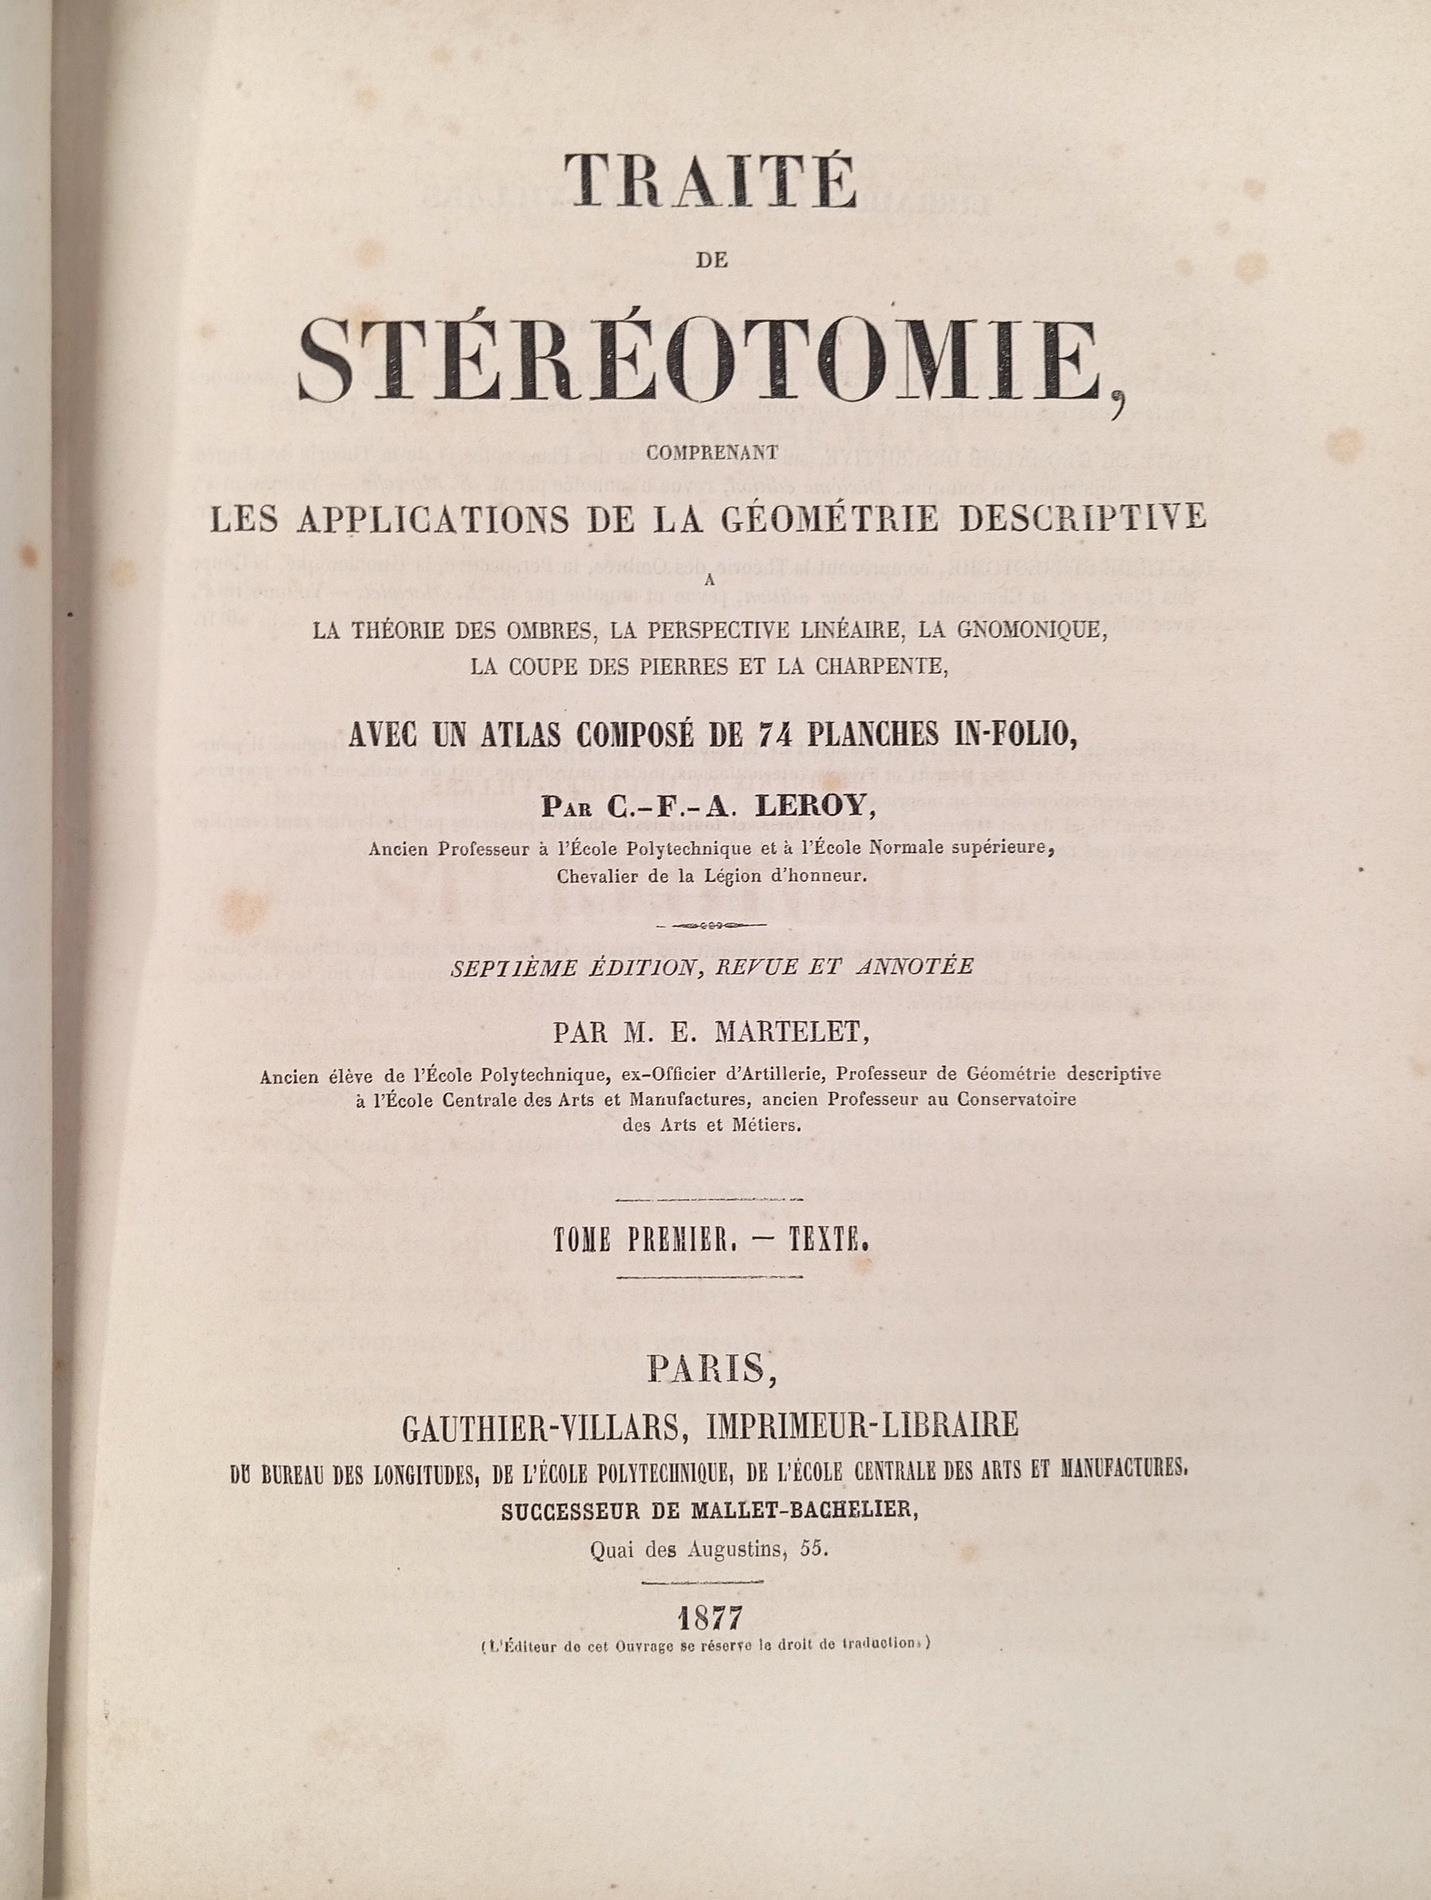 TRAITÉ
DE
STÉRÉOTOMIE,
COMPRENANT
LES APPLICATIONS DE LA GÉOMÉTRIE DESCRIPTIVE
A
LA THÉORIE DES OMBRES, LA PERSPECTIVE LINÉAIRE, LA GNOMONIQUE,
LA COUPE DES PIERRES ET LA CHARPENTE,
AVEC UN ATLAS COMPOSÉ DE 74 PLANCHES IN-FOLIO,
PAR C.-F.-A. LEROY,
Ancien Professeur à l'École Polytechnique et à l'École Normale supérieure,
Chevalier de la Légion d'honneur.
SEPTIÈME ÉDITION, REVUE ET ANNOTÉE
PAR M. E. MARTELET,
Ancien élève de l'École Polytechnique, ex-Officier d'Artillerie, Professeur de Géométrie descriptive
à l'École Centrale des Arts et Manufactures, ancien Professeur au Conservatoire
des Arts et Métiers.
TOME PREMIER. — TEXTE.
PARIS,
GAUTHIER-VILLARS, IMPRIMEUR-LIBRAIRE
DU BUREAU DES LONGITUDES, DE L'ÉCOLE POLYTECHNIQUE, DE L'ÉCOLE CENTRALE DES ARTS ET MANUFACTURES.
SUCCESSEUR DE MALLET-BACHELIER,
Quai des Augustins, 55.
1877
(L'Éditeur de cet Ouvrage se réserve le droit de traduction.)